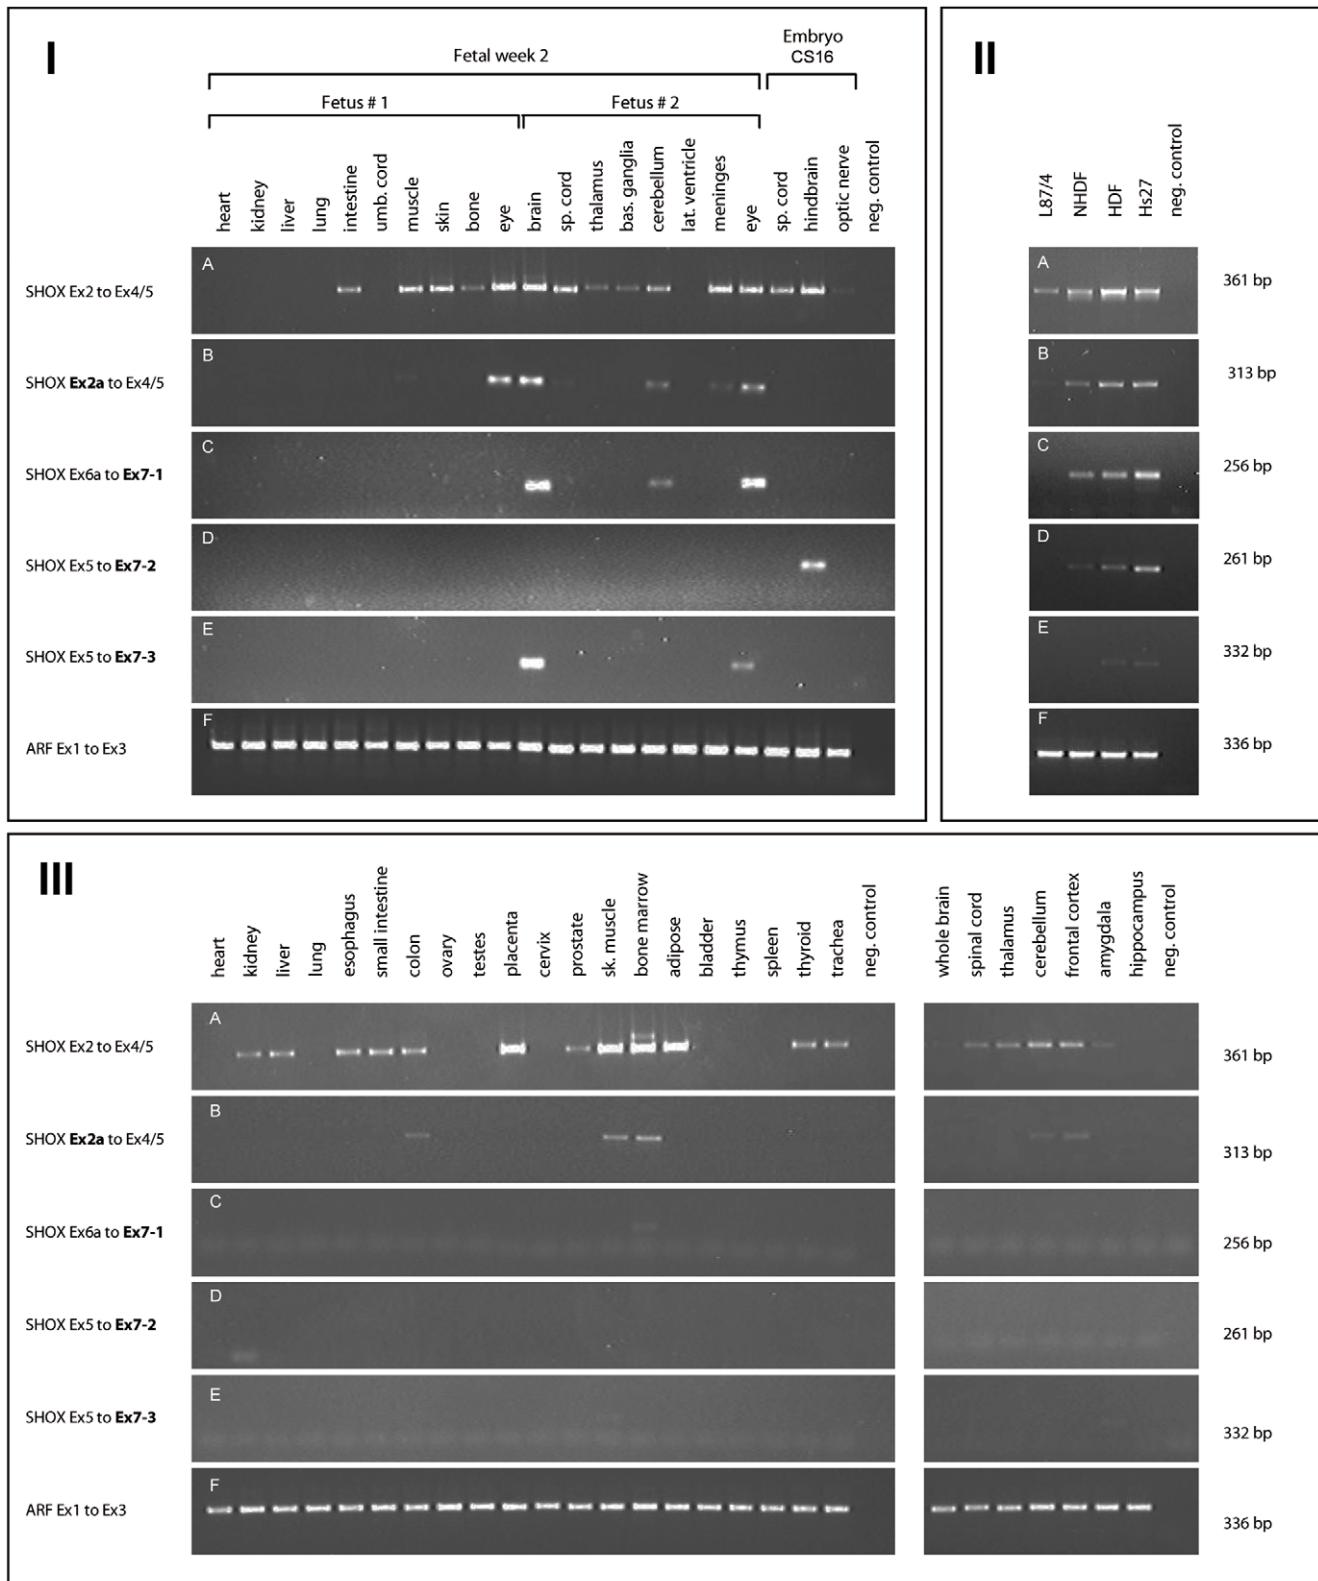 I
Fetal week 2
Embryo
CS16
Fetus # 1
Fetus # 2
heart
kidney
liver
lung
intestine
umb. cord
muscle
skin
bone
eye
brain
sp. cord
thalamus
bas. ganglia
cerebellum
lat. ventricle
meninges
eye
sp. cord
hindbrain
optic nerve
neg. control
SHOX Ex2 to Ex4/5
A
SHOX Ex2a to Ex4/5
B
SHOX Ex6a to Ex7-1
C
SHOX Ex5 to Ex7-2
D
SHOX Ex5 to Ex7-3
E
ARF Ex1 to Ex3
F
II
L87/4
NHDF
HDF
Hs27
neg. control
A
361 bp
B
313 bp
C
256 bp
D
261 bp
E
332 bp
F
336 bp
III
heart
kidney
liver
lung
esophagus
small intestine
colon
ovary
testes
placenta
cervix
prostate
sk. muscle
bone marrow
adipose
bladder
thymus
spleen
thyroid
trachea
neg. control
whole brain
spinal cord
thalamus
cerebellum
frontal cortex
amygdala
hippocampus
neg. control
SHOX Ex2 to Ex4/5
A
361 bp
SHOX Ex2a to Ex4/5
B
313 bp
SHOX Ex6a to Ex7-1
C
256 bp
SHOX Ex5 to Ex7-2
D
261 bp
SHOX Ex5 to Ex7-3
E
332 bp
ARF Ex1 to Ex3
F
336 bp